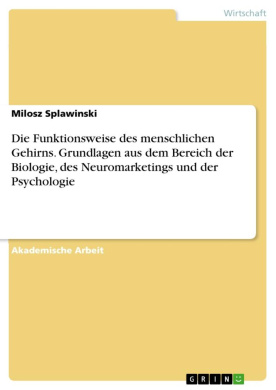 Wirtschaft
Milosz Splawinski
Die Funktionsweise des menschlichen
Gehirns. Grundlagen aus dem Bereich der
Biologie, des Neuromarketings und der
Psychologie
Akademische Arbeit
GRIN